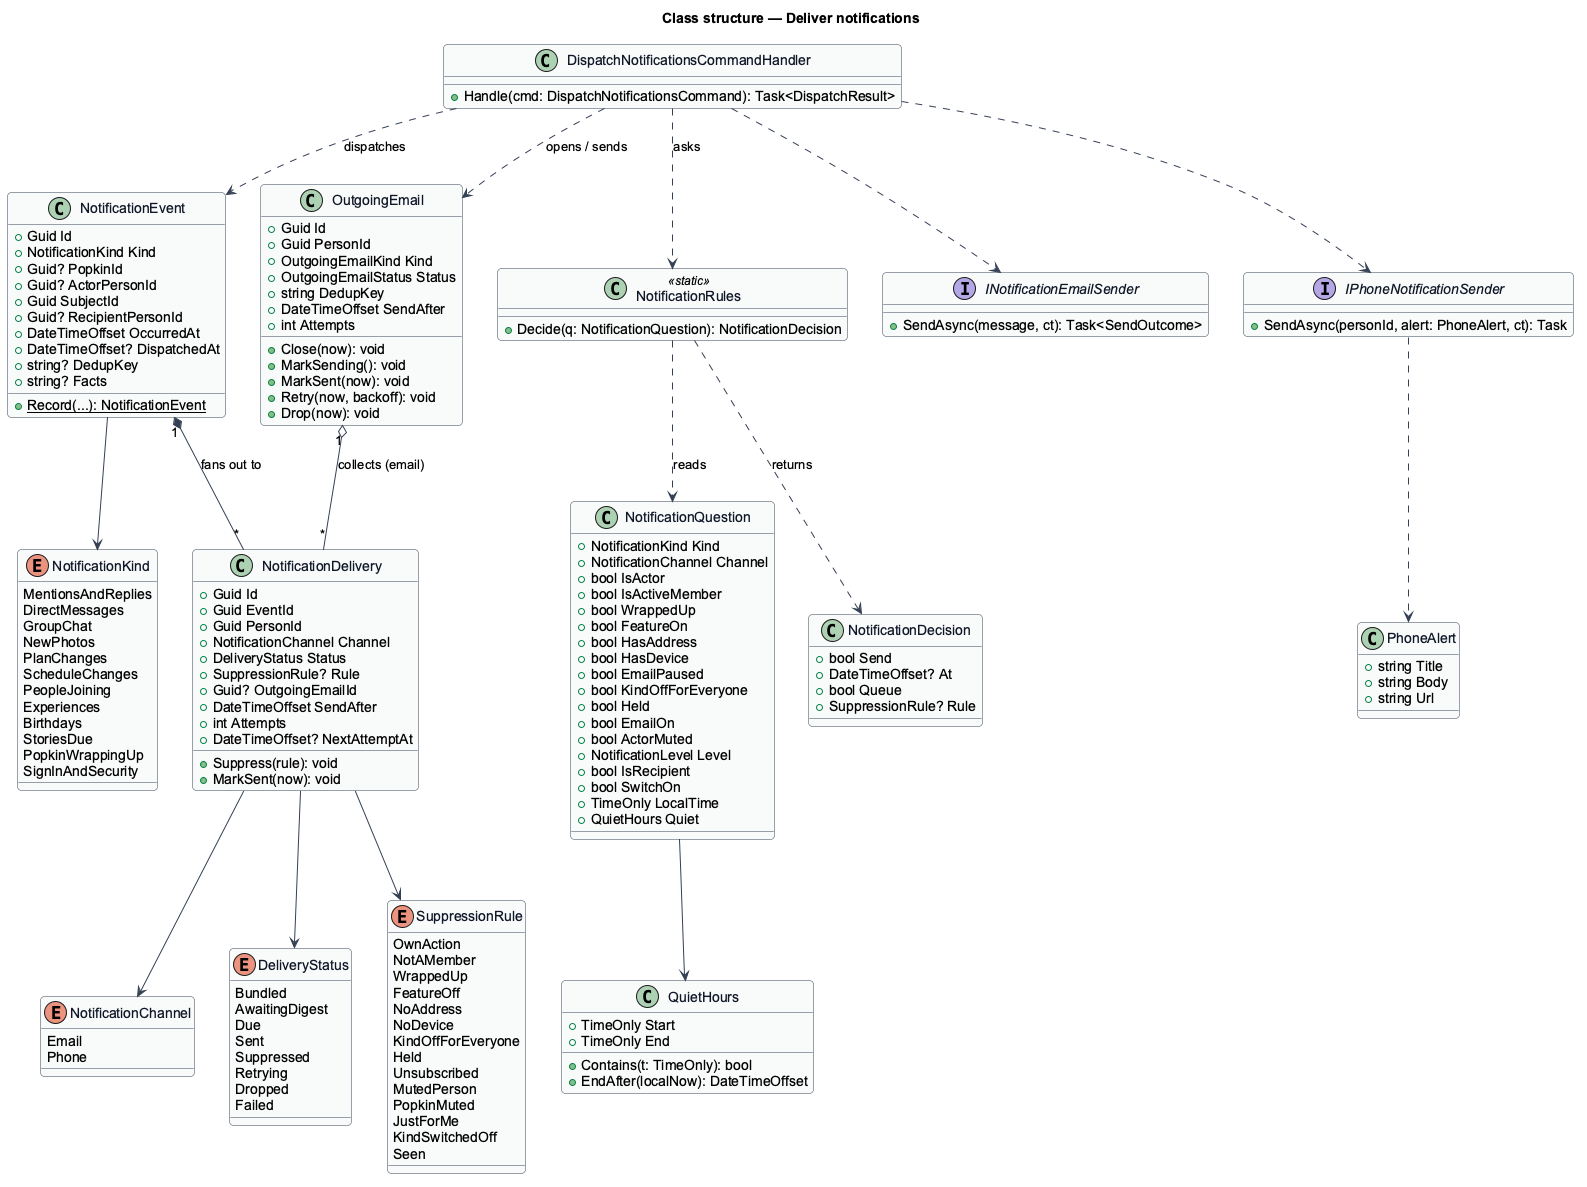 Class structure — Deliver notifications
DispatchNotificationsCommandHandler
Handle(cmd: DispatchNotificationsCommand): Task<DispatchResult>
dispatches
opens / sends
asks
NotificationEvent
Guid Id
NotificationKind Kind
Guid? PopkinId
Guid? ActorPersonId
Guid SubjectId
Guid? RecipientPersonId
DateTimeOffset OccurredAt
DateTimeOffset? DispatchedAt
string? DedupKey
string? Facts
Record(...): NotificationEvent
OutgoingEmail
Guid Id
Guid PersonId
OutgoingEmailKind Kind
OutgoingEmailStatus Status
string DedupKey
DateTimeOffset SendAfter
int Attempts
Close(now): void
MarkSending(): void
MarkSent(now): void
Retry(now, backoff): void
Drop(now): void
«static»
NotificationRules
Decide(q: NotificationQuestion): NotificationDecision
INotificationEmailSender
SendAsync(message, ct): Task<SendOutcome>
IPhoneNotificationSender
SendAsync(personId, alert: PhoneAlert, ct): Task
1
fans out to
*
1
collects (email)
*
reads
returns
NotificationKind
MentionsAndReplies
DirectMessages
GroupChat
NewPhotos
PlanChanges
ScheduleChanges
PeopleJoining
Experiences
Birthdays
StoriesDue
PopkinWrappingUp
SignInAndSecurity
NotificationDelivery
Guid Id
Guid EventId
Guid PersonId
NotificationChannel Channel
DeliveryStatus Status
SuppressionRule? Rule
Guid? OutgoingEmailId
DateTimeOffset SendAfter
int Attempts
DateTimeOffset? NextAttemptAt
Suppress(rule): void
MarkSent(now): void
NotificationQuestion
NotificationKind Kind
NotificationChannel Channel
bool IsActor
bool IsActiveMember
bool WrappedUp
bool FeatureOn
bool HasAddress
bool HasDevice
bool EmailPaused
bool KindOffForEveryone
bool Held
bool EmailOn
bool ActorMuted
NotificationLevel Level
bool IsRecipient
bool SwitchOn
TimeOnly LocalTime
QuietHours Quiet
NotificationDecision
bool Send
DateTimeOffset? At
bool Queue
SuppressionRule? Rule
PhoneAlert
string Title
string Body
string Url
NotificationChannel
Email
Phone
DeliveryStatus
Bundled
AwaitingDigest
Due
Sent
Suppressed
Retrying
Dropped
Failed
SuppressionRule
OwnAction
NotAMember
WrappedUp
FeatureOff
NoAddress
NoDevice
KindOffForEveryone
Held
Unsubscribed
MutedPerson
PopkinMuted
JustForMe
KindSwitchedOff
Seen
QuietHours
TimeOnly Start
TimeOnly End
Contains(t: TimeOnly): bool
EndAfter(localNow): DateTimeOffset